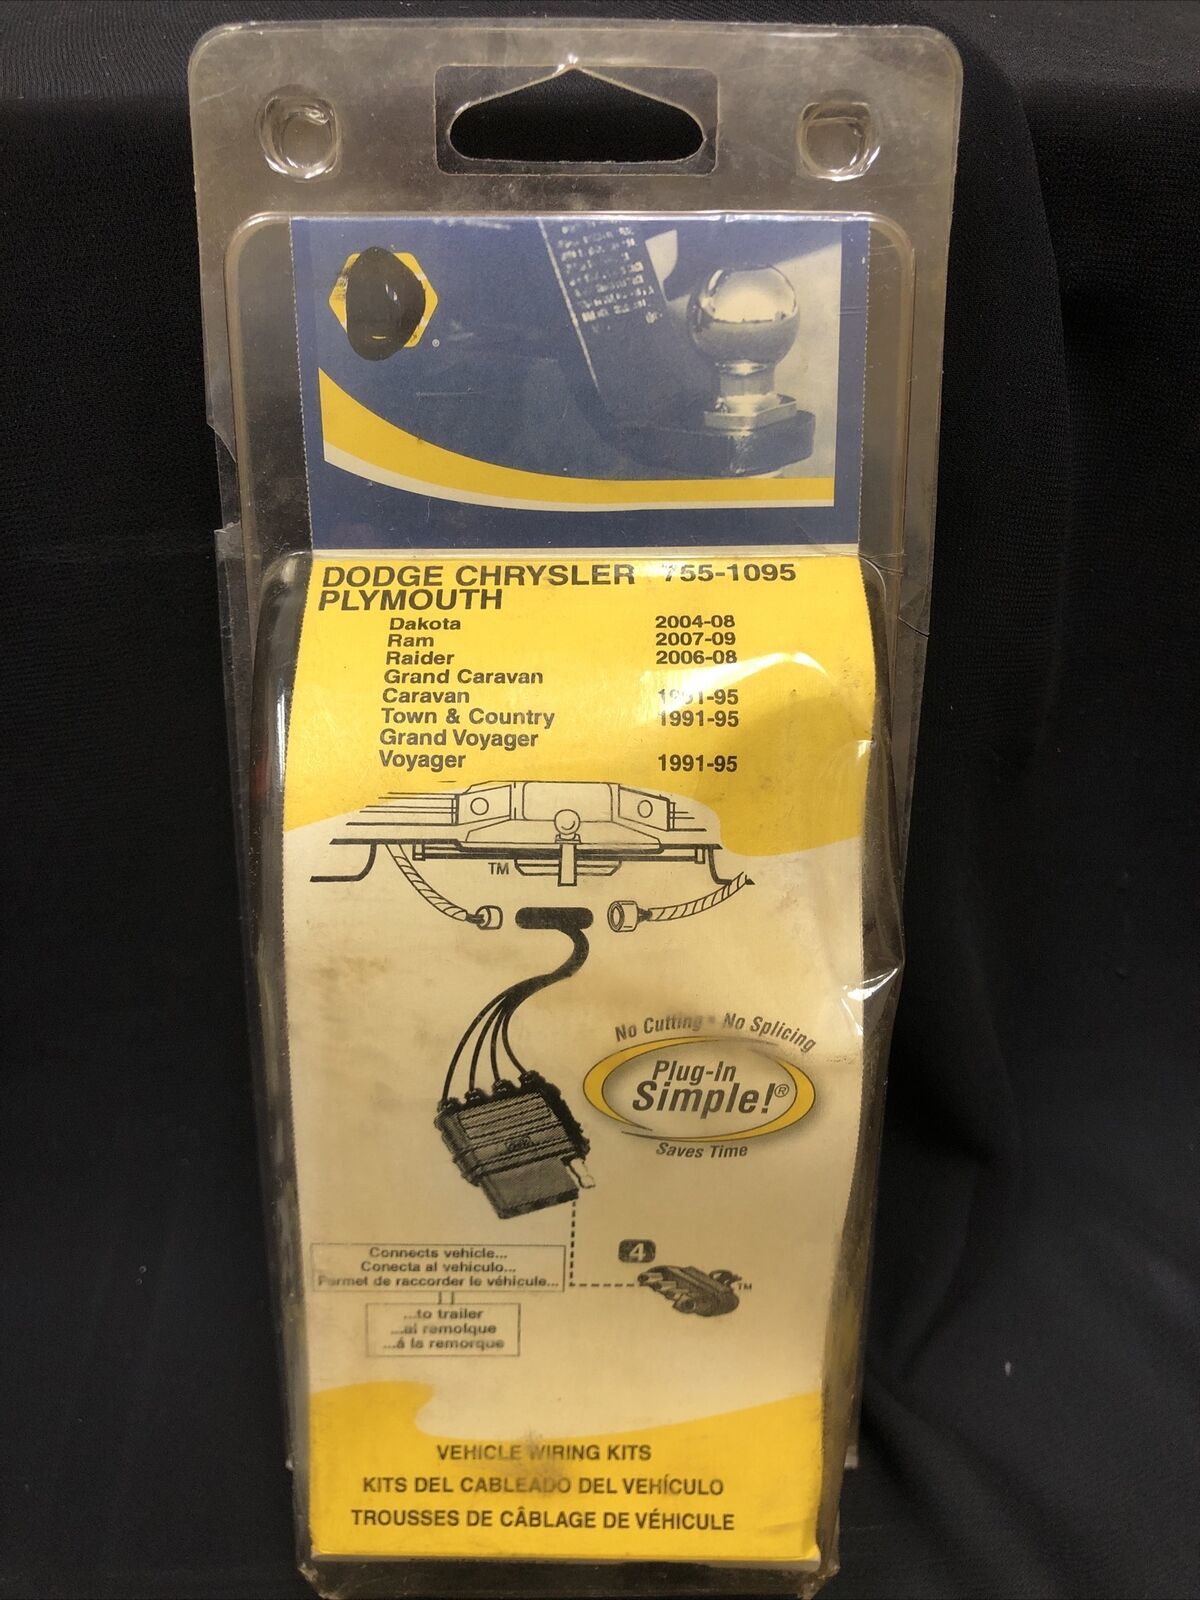 DODGE CHRYSLER 755-1095
PLYMOUTH
Dakota 2004-08
Ram 2007-09
Raider 2006-08
Grand Caravan
Caravan 1991-95
Town & Country 1991-95
Grand Voyager
Voyager 1991-95
TM
No Cutting • No Splicing
Plug-In
Simple!®
Saves Time
Connects vehicle...
Conecta al vehículo...
Permet de raccorder le véhicule...
...to trailer
...al remolque
...á la remorque
4
TM
VEHICLE WIRING KITS
KITS DEL CABLEADO DEL VEHÍCULO
TROUSSES DE CÂBLAGE DE VÉHICULE